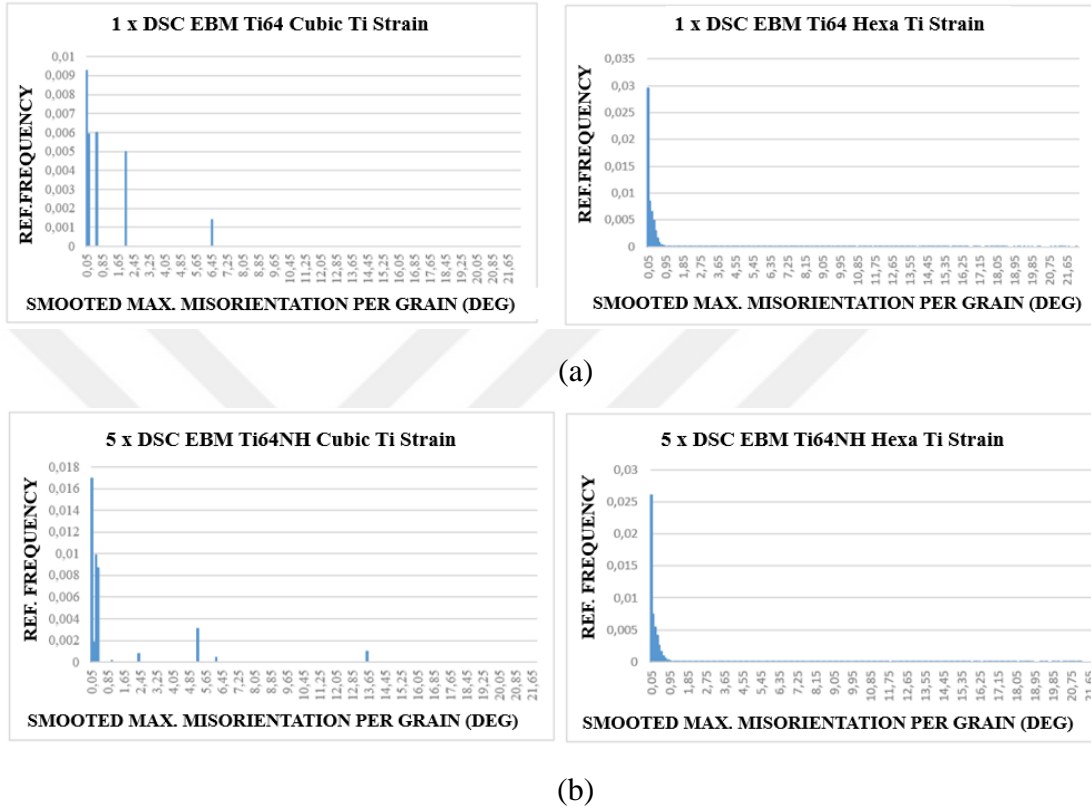 1 x DSC EBM Ti64 Cubic Ti Strain
REF.FREQUENCY
0,01
0,009
0,008
0,007
0,006
0,005
0,004
0,003
0,002
0,001
0
0,05 0,85 1,65 2,45 3,25 4,05 4,85 5,65 6,45 7,25 8,05 8,85 9,65 10,45 11,25 12,05 12,85 13,65 14,45 15,25 16,05 16,85 17,65 18,45 19,25 20,05 20,85 21,65
SMOOTED MAX. MISORIENTATION PER GRAIN (DEG)
1 x DSC EBM Ti64 Hexa Ti Strain
REF.FREQUENCY
0,035
0,03
0,025
0,02
0,015
0,01
0,005
0
0,05 0,95 1,85 2,75 3,65 4,55 5,45 6,35 7,25 8,15 9,05 9,95 10,85 11,75 12,65 13,55 14,45 15,35 16,25 17,15 18,05 18,95 19,85 20,75 21,65
SMOOTED MAX. MISORIENTATION PER GRAIN (DEG)
(a)
5 x DSC EBM Ti64NH Cubic Ti Strain
REF. FREQUENCY
0,018
0,016
0,014
0,012
0,01
0,008
0,006
0,004
0,002
0
0,05 0,85 1,65 2,45 3,25 4,05 4,85 5,65 6,45 7,25 8,05 8,85 9,65 10,45 11,25 12,05 12,85 13,65 14,45 15,25 16,05 16,85 17,65 18,45 19,25 20,05 20,85 21,65
SMOOTED MAX. MISORIENTATION PER GRAIN (DEG)
5 x DSC EBM Ti64NH Hexa Ti Strain
REF. FREQUENCY
0,03
0,025
0,02
0,015
0,01
0,005
0
0,05 0,95 1,85 2,75 3,65 4,55 5,45 6,35 7,25 8,15 9,05 9,95 10,85 11,75 12,65 13,55 14,45 15,35 16,25 17,15 18,05 18,95 19,85 20,75 21,65
SMOOTED MAX. MISORIENTATION PER GRAIN (DEG)
(b)